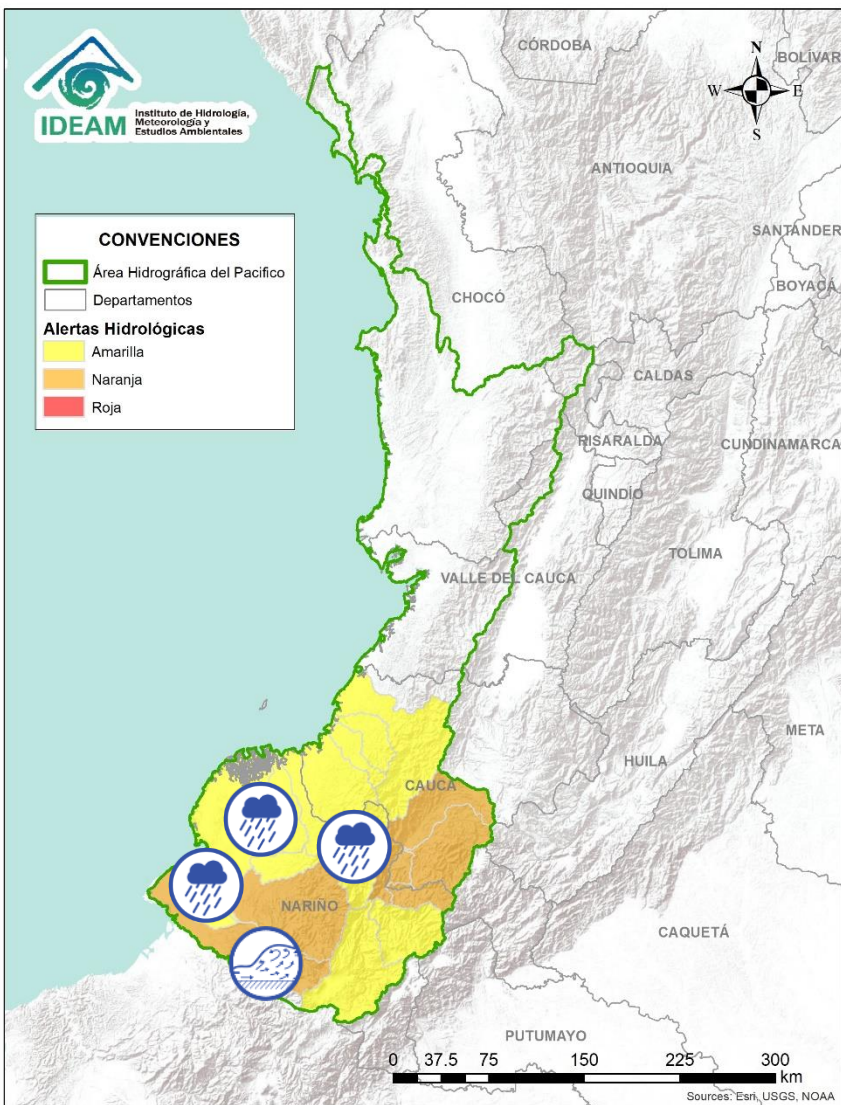 IDEAM
Instituto de Hidrología,
Meteorología y
Estudios Ambientales
CONVENCIONES
Área Hidrográfica del Pacifico
Departamentos
Alertas Hidrológicas
Amarilla
Naranja
Roja
N
W
E
S
CÓRDOBA
BOLÍVAR
ANTIOQUIA
SANTANDER
BOYACÁ
CHOCÓ
CALDAS
RISARALDA
CUNDINAMARCA
QUINDÍO
TOLIMA
VALLE DEL CAUCA
META
HUILA
CAUCA
NARIÑO
CAQUETÁ
PUTUMAYO
0 37.5 75 150 225 300
km
Sources: Esri, USGS, NOAA